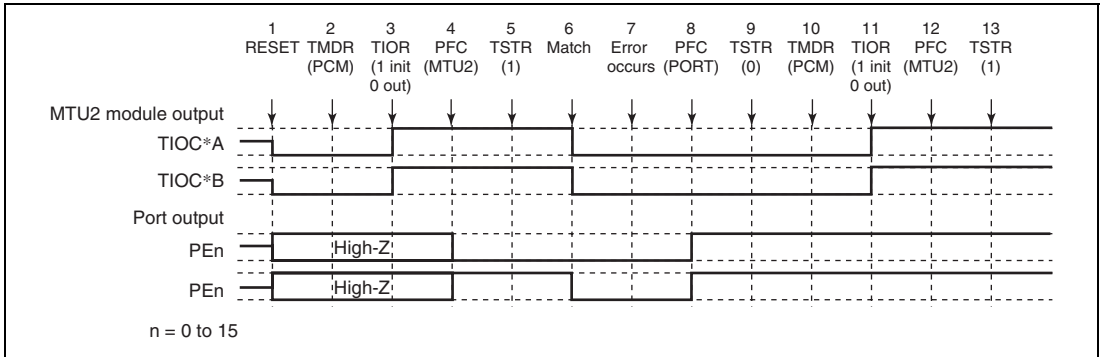 1 2 3 4 5 6 7 8 9 10 11 12 13
RESET TMDR TIOR PFC TSTR Match Error PFC TSTR TMDR TIOR PFC TSTR
(PCM) (1 init (MTU2) (1) occurs (PORT) (0) (PCM) (1 init (MTU2) (1)
0 out) 0 out)
MTU2 module output
TIOC*A
TIOC*B
Port output
PEn High-Z
PEn High-Z
n = 0 to 15